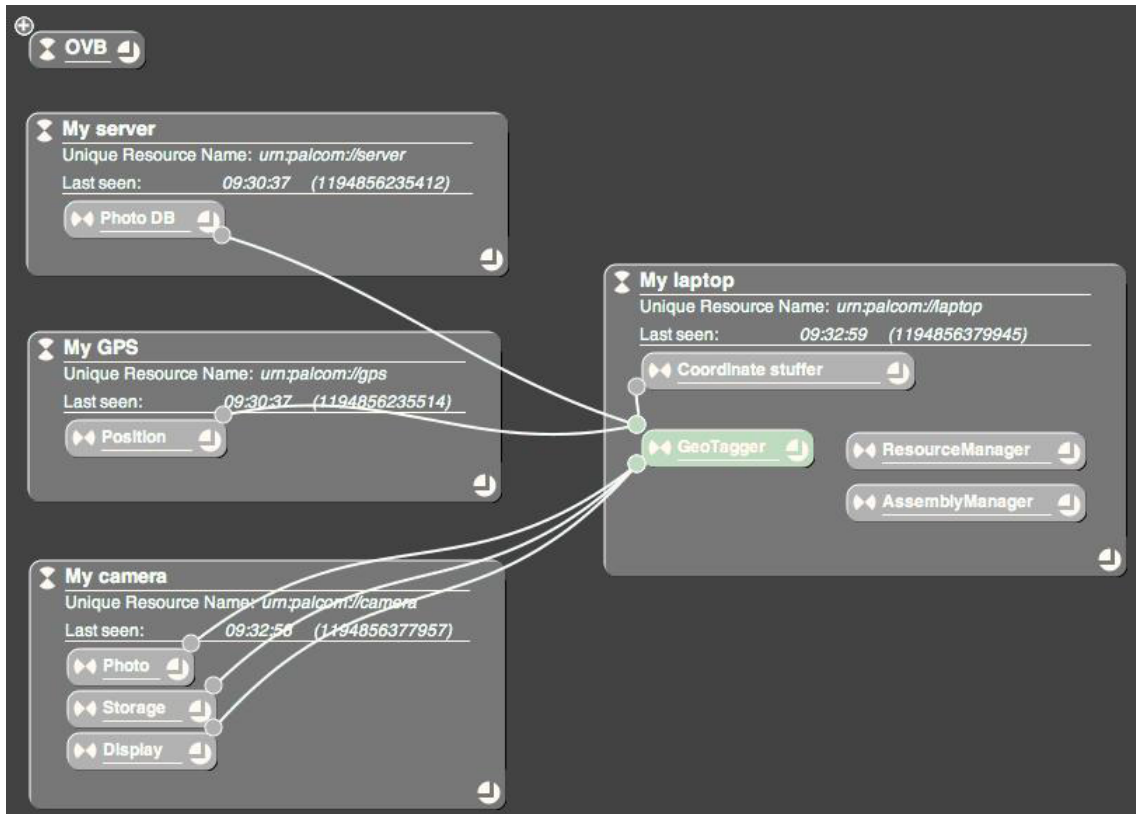 OVB
My server
Unique Resource Name: urn:palcom://server
Last seen: 09:30:37 (1194856235412)
Photo DB
My GPS
Unique Resource Name: urn:palcom://gps
Last seen: 09:30:37 (1194856235514)
Position
My camera
Unique Resource Name: urn:palcom://camera
Last seen: 09:32:58 (1194856377957)
Photo
Storage
Display
My laptop
Unique Resource Name: urn:palcom://laptop
Last seen: 09:32:59 (1194856379945)
Coordinate stuffer
GeoTagger
ResourceManager
AssemblyManager